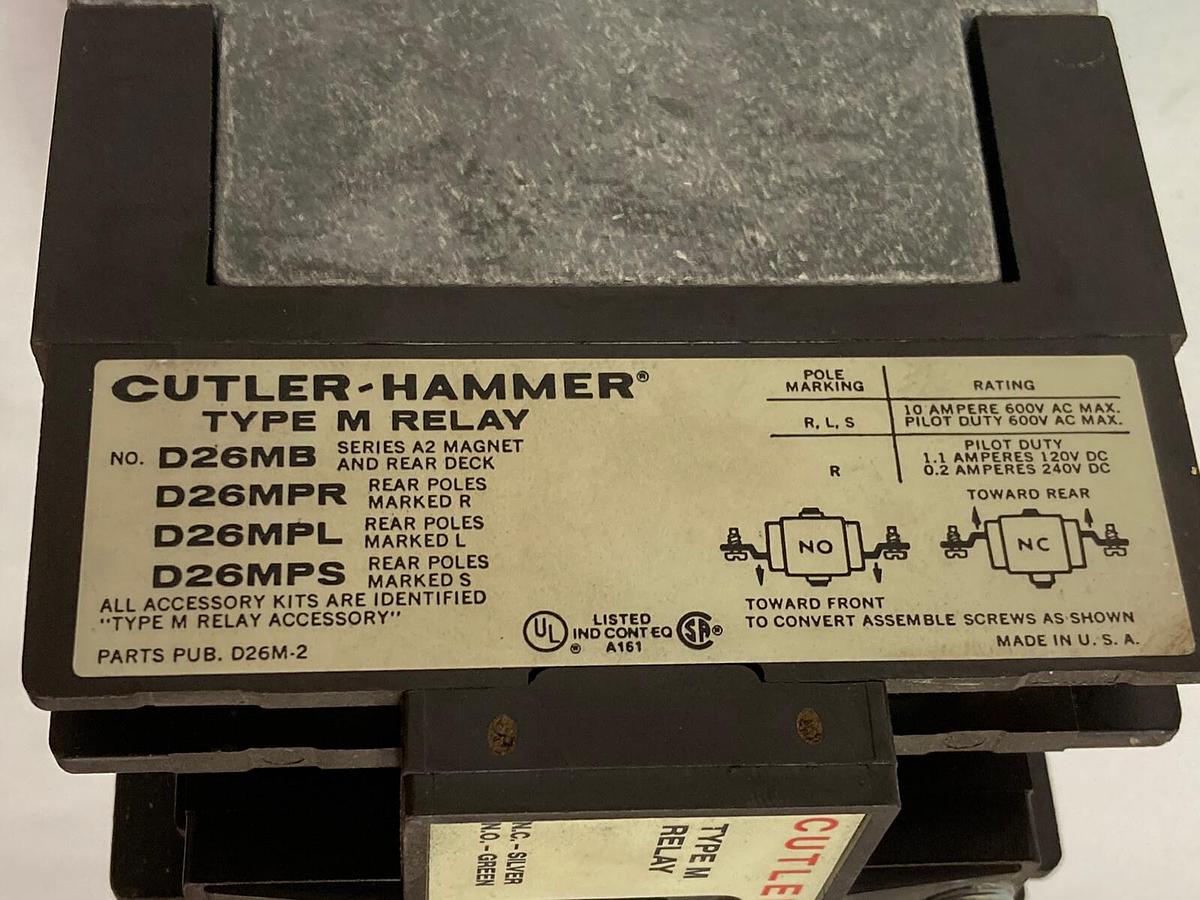 CUTLER-HAMMER®
TYPE M RELAY
NO. D26MB SERIES A2 MAGNET
AND REAR DECK
D26MPR REAR POLES
MARKED R
D26MPL REAR POLES
MARKED L
D26MPS REAR POLES
MARKED S
ALL ACCESSORY KITS ARE IDENTIFIED
"TYPE M RELAY ACCESSORY"
PARTS PUB. D26M-2
UL ®
LISTED
IND CONT EQ
A161
SA ®
POLE
MARKING
RATING
R, L, S
10 AMPERE 600V AC MAX.
PILOT DUTY 600V AC MAX.
R
PILOT DUTY
1.1 AMPERES 120V DC
0.2 AMPERES 240V DC
TOWARD REAR
NO
NC
TOWARD FRONT
TO CONVERT ASSEMBLE SCREWS AS SHOWN
MADE IN U. S. A.
CUTLE
TYPE M
RELAY
N.C. - SILVER
N.O. - GREEN